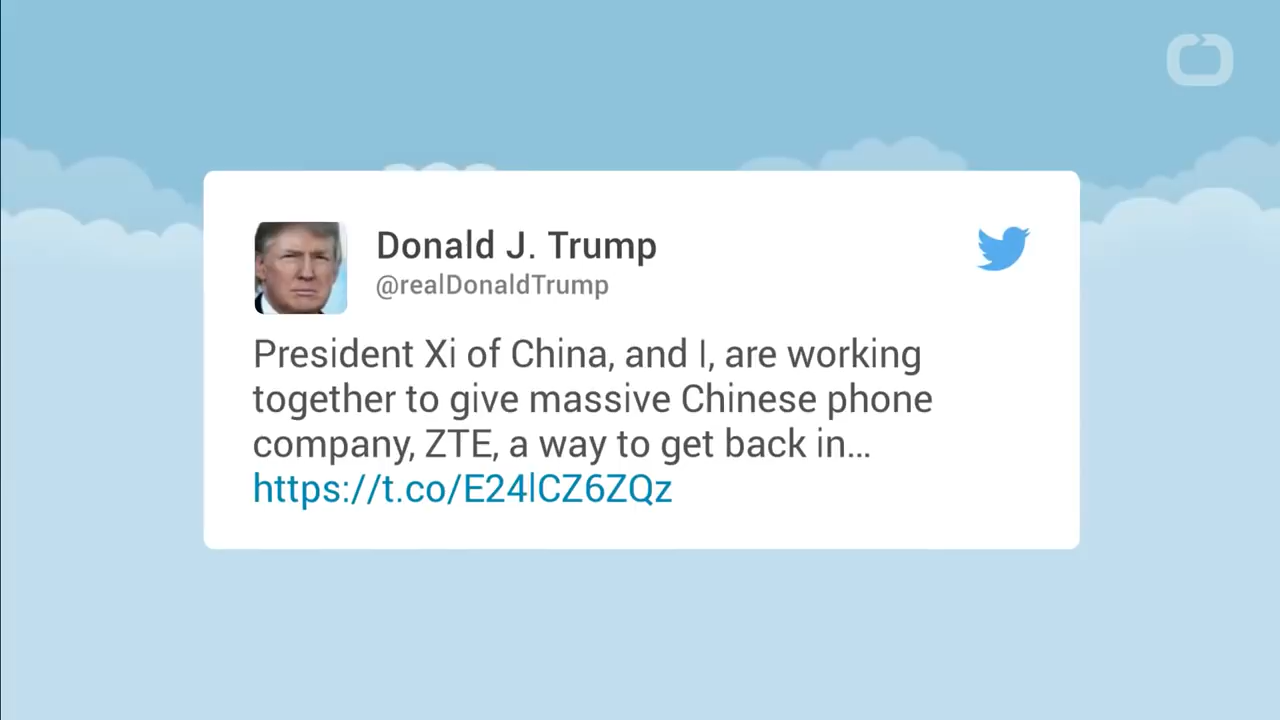 Donald J. Trump
@realDonaldTrump
President Xi of China, and I, are working
together to give massive Chinese phone
company, ZTE, a way to get back in...
https://t.co/E24lCZ6ZQz